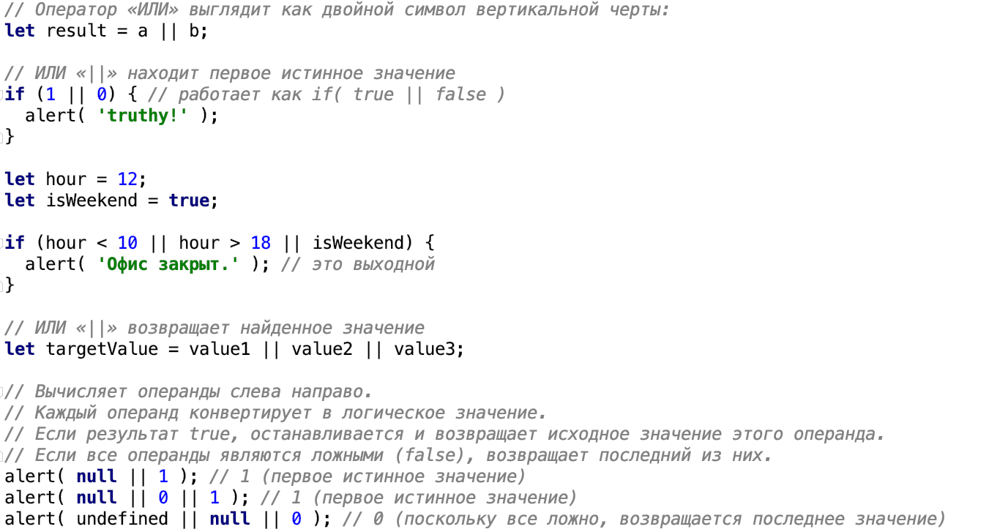 // Оператор «ИЛИ» выглядит как двойной символ вертикальной черты:
let result = a || b;
// ИЛИ «||» находит первое истинное значение
if (1 || 0) { // работает как if( true || false )
alert( 'truthy!' );
}
let hour = 12;
let isWeekend = true;
if (hour < 10 || hour > 18 || isWeekend) {
alert( 'Офис закрыт.' ); // это выходной
}
// ИЛИ «||» возвращает найденное значение
let targetValue = value1 || value2 || value3;
// Вычисляет операнды слева направо.
// Каждый операнд конвертирует в логическое значение.
// Если результат true, останавливается и возвращает исходное значение этого операнда.
// Если все операнды являются ложными (false), возвращает последний из них.
alert( null || 1 ); // 1 (первое истинное значение)
alert( null || 0 || 1 ); // 1 (первое истинное значение)
alert( undefined || null || 0 ); // 0 (поскольку все ложно, возвращается последнее значение)